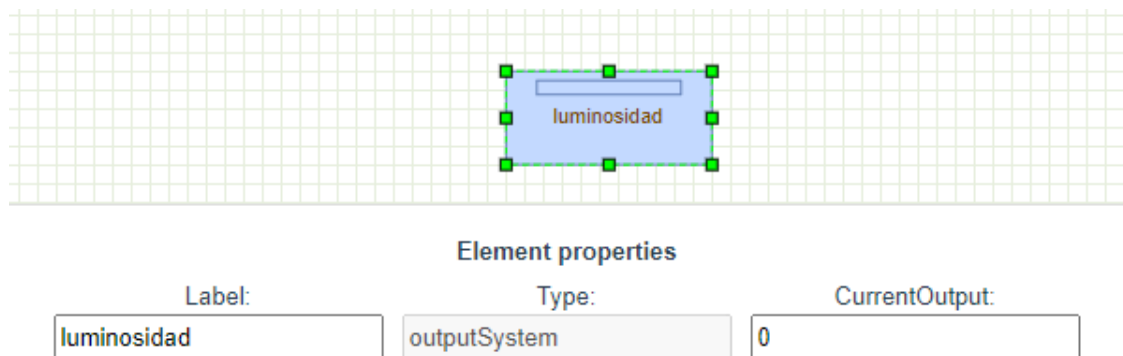 luminosidad
Element properties
Label: Type: CurrentOutput:
luminosidad outputSystem 0